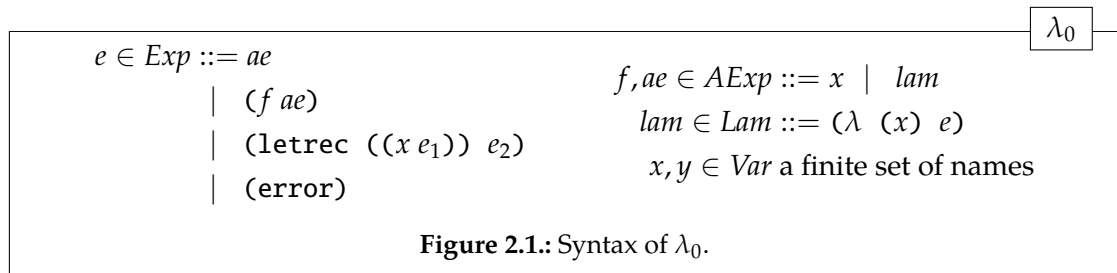 λ₀
e ∈ Exp ::= ae
| (f ae)
| (letrec ((x e₁)) e₂)
| (error)
f, ae ∈ AExp ::= x | lam
lam ∈ Lam ::= (λ (x) e)
x, y ∈ Var a finite set of names
Figure 2.1.: Syntax of λ₀.